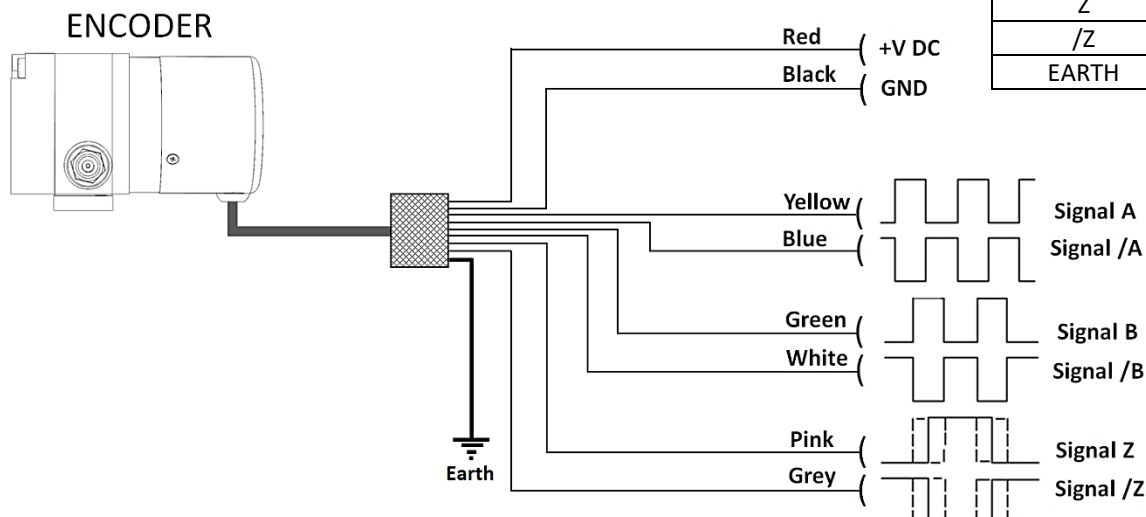 ENCODER
Z
/Z
EARTH
Red
+V DC
Black
GND
Yellow
Signal A
Blue
Signal /A
Green
Signal B
White
Signal /B
Pink
Signal Z
Grey
Signal /Z
Earth